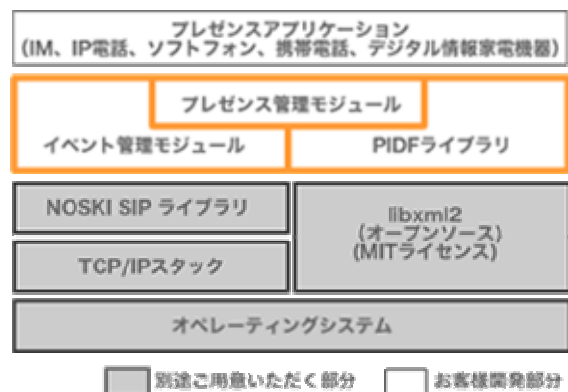 プレゼンスアプリケーション
(IM、IP電話、ソフトフォン、携帯電話、デジタル情報家電機器)
プレゼンス管理モジュール
イベント管理モジュール
PIDFライブラリ
NOSKI SIP ライブラリ
libxml2
(オープンソース)
(MITライセンス)
TCP/IPスタック
オペレーティングシステム
別途ご用意いただく部分
お客様開発部分